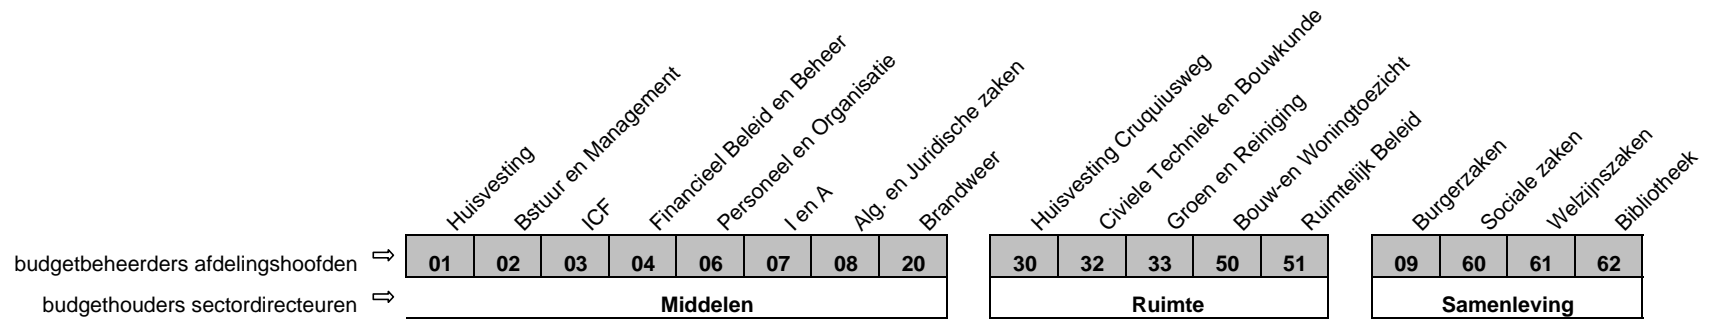 Huisvesting
Bstuur en Management
ICF
Financieel Beleid en Beheer
Personeel en Organisatie
I en A
Alg. en Juridische zaken
Brandweer
Huisvesting Cruquiusweg
Civiele Techniek en Bouwkunde
Groen en Reiniging
Bouw-en Woningtoezicht
Ruimtelijk Beleid
Burgerzaken
Sociale zaken
Welzijnszaken
Bibliotheek
budgetbeheerders afdelingshoofden ⇨ 01 02 03 04 06 07 08 20 30 32 33 50 51 09 60 61 62
budgethouders sectordirecteuren ⇨ Middelen Ruimte Samenleving